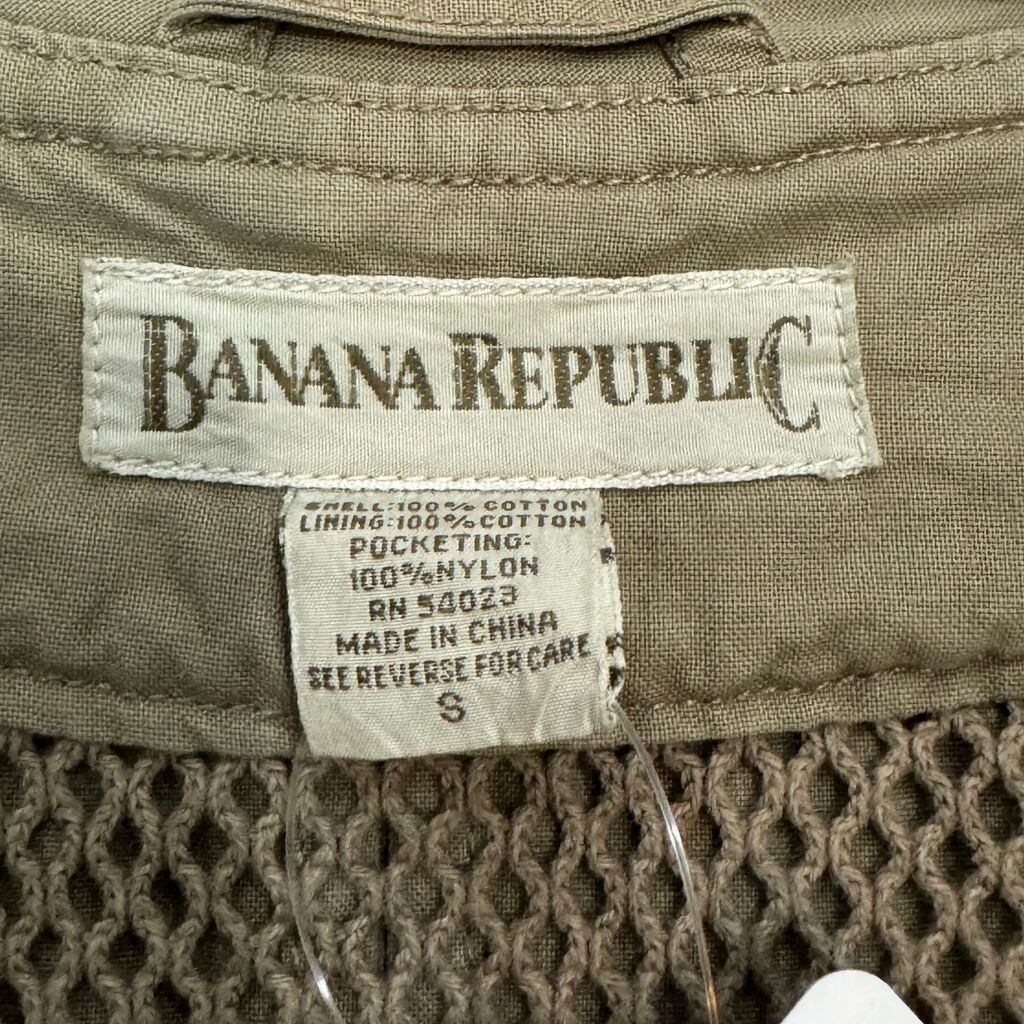 BANANA REPUBLIC
SHELL:100% COTTON
LINING:100%COTTON
POCKETING:
100%NYLON
RN 54023
MADE IN CHINA
SEE REVERSE FOR CARE
S